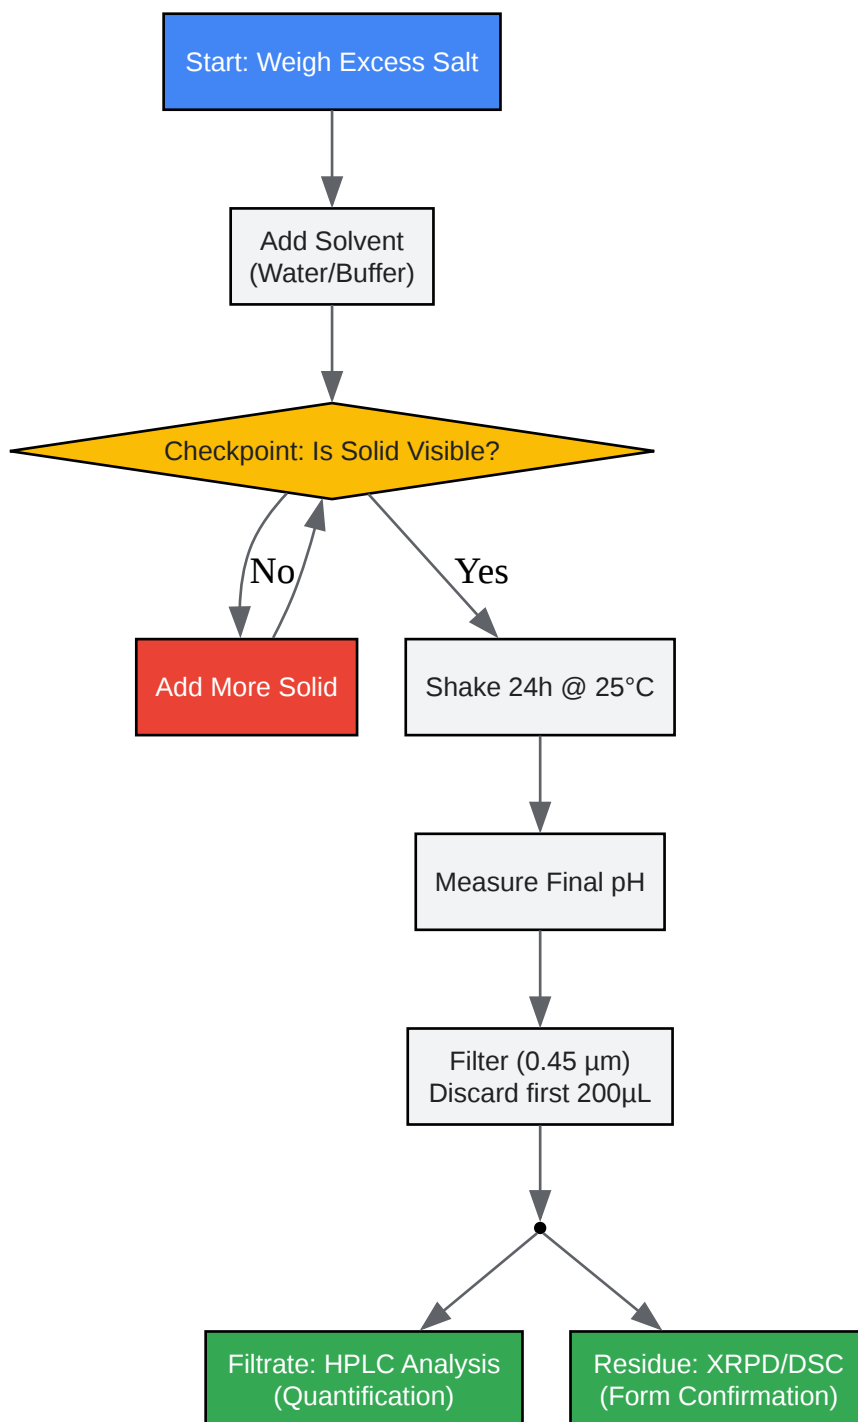 Start: Weigh Excess Salt
Add Solvent
(Water/Buffer)
Checkpoint: Is Solid Visible?
No
Yes
Add More Solid
Shake 24h @ 25°C
Measure Final pH
Filter (0.45 µm)
Discard first 200µL
Filtrate: HPLC Analysis
(Quantification)
Residue: XRPD/DSC
(Form Confirmation)